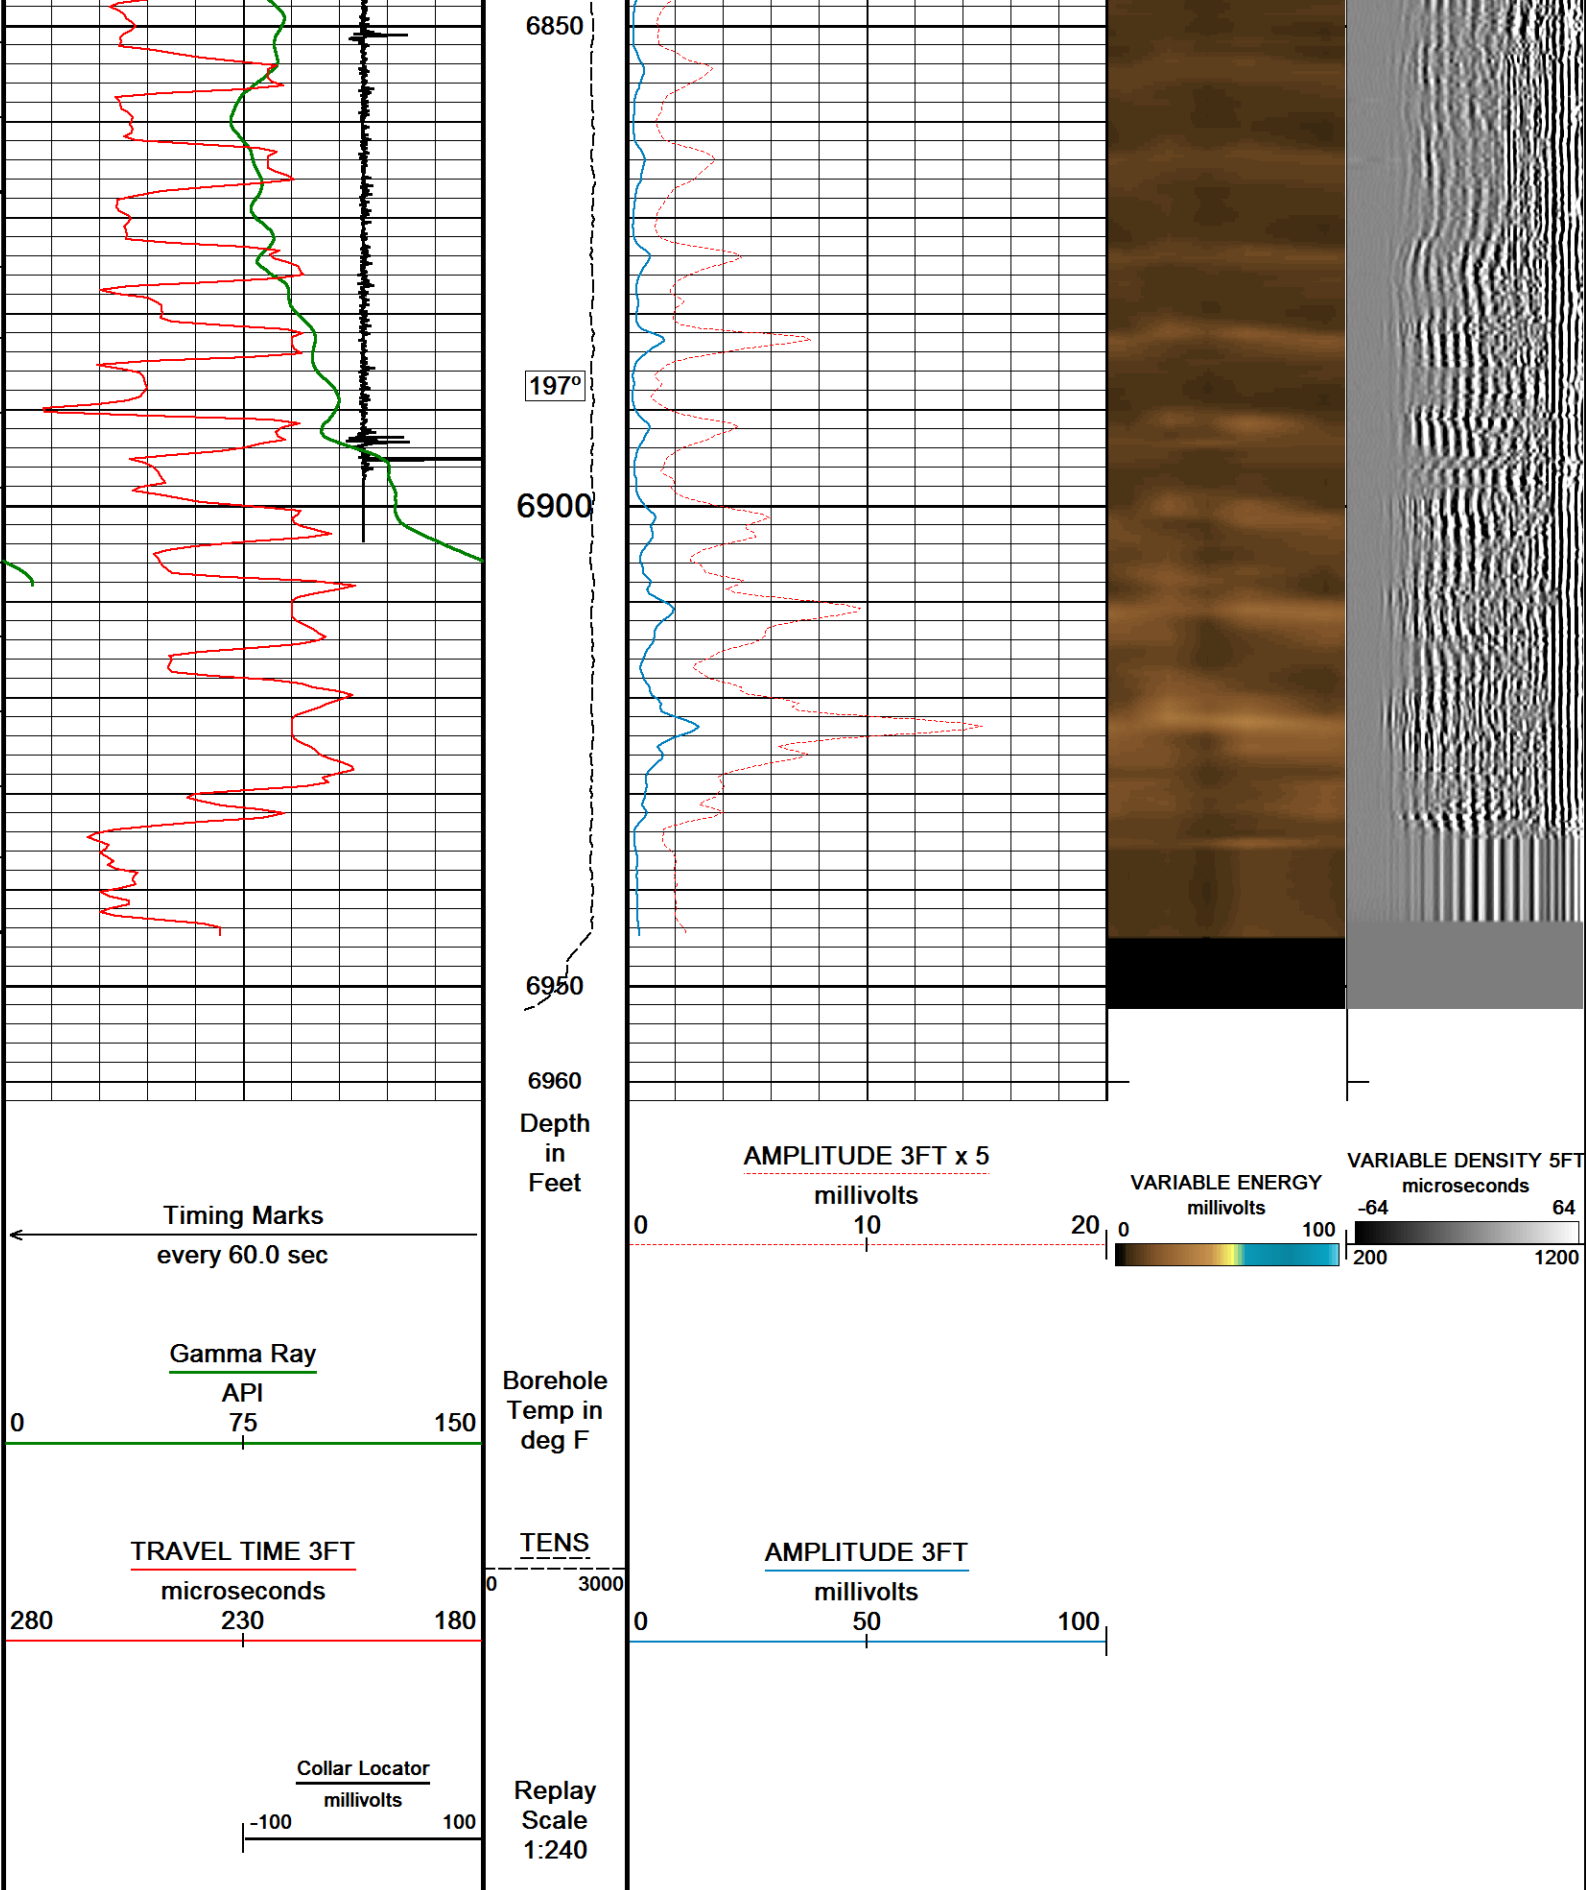 6850
197º
6900
6950
6960
Depth
in
Feet
Timing Marks
every 60.0 sec
Gamma Ray
API
0 75 150
TRAVEL TIME 3FT
microseconds
280 230 180
Collar Locator
millivolts
-100 100
Borehole
Temp in
deg F
TENS
0 3000
Replay
Scale
1:240
AMPLITUDE 3FT x 5
millivolts
0 10 20
AMPLITUDE 3FT
millivolts
0 50 100
VARIABLE ENERGY
millivolts
0 100
VARIABLE DENSITY 5FT
microseconds
-64 64
200 1200